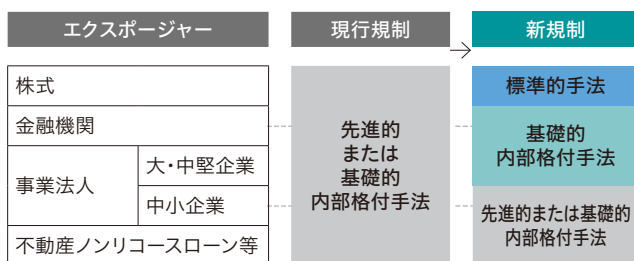 エクスポージャー
現行規制
新規制
株式
金融機関
事業法人
大・中堅企業
中小企業
不動産ノンリコースローン等
先進的
または
基礎的
内部格付手法
標準的手法
基礎的
内部格付手法
先進的または基礎的
内部格付手法